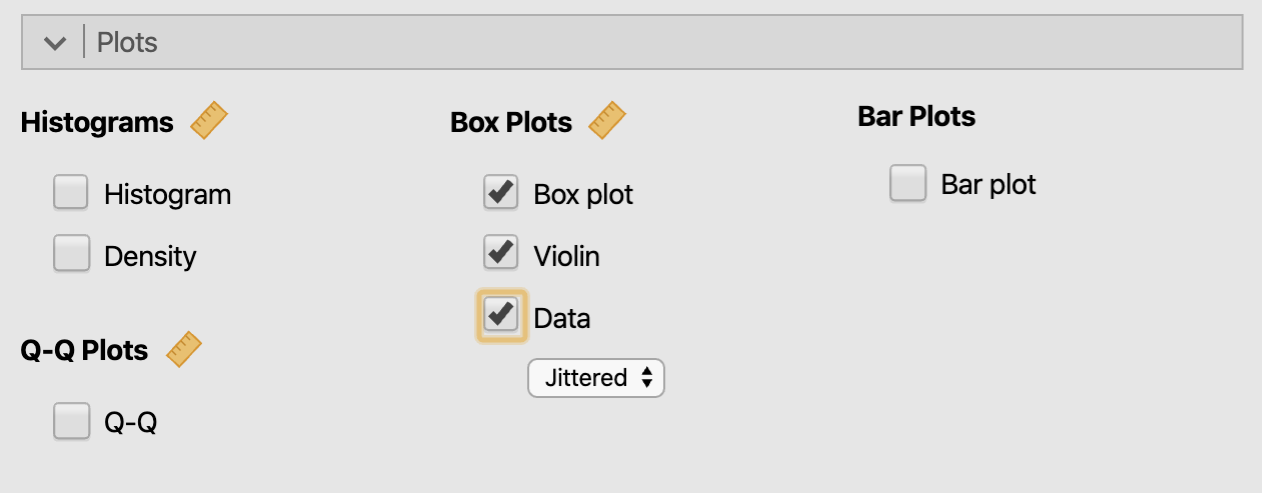 Plots
Histograms
Histogram
Density
Q-Q Plots
Q-Q
Box Plots
Box plot
Violin
Data
Jittered
Bar Plots
Bar plot